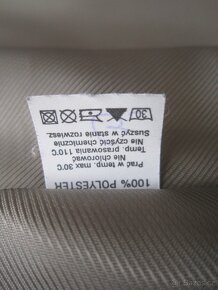 100% POLYESTER
Prać w temp. max 30°C
Nie chlorować
Temp. prasowania 110°C
Nie czyścić chemicznie
Suszyć w stanie rozwiesz.
30